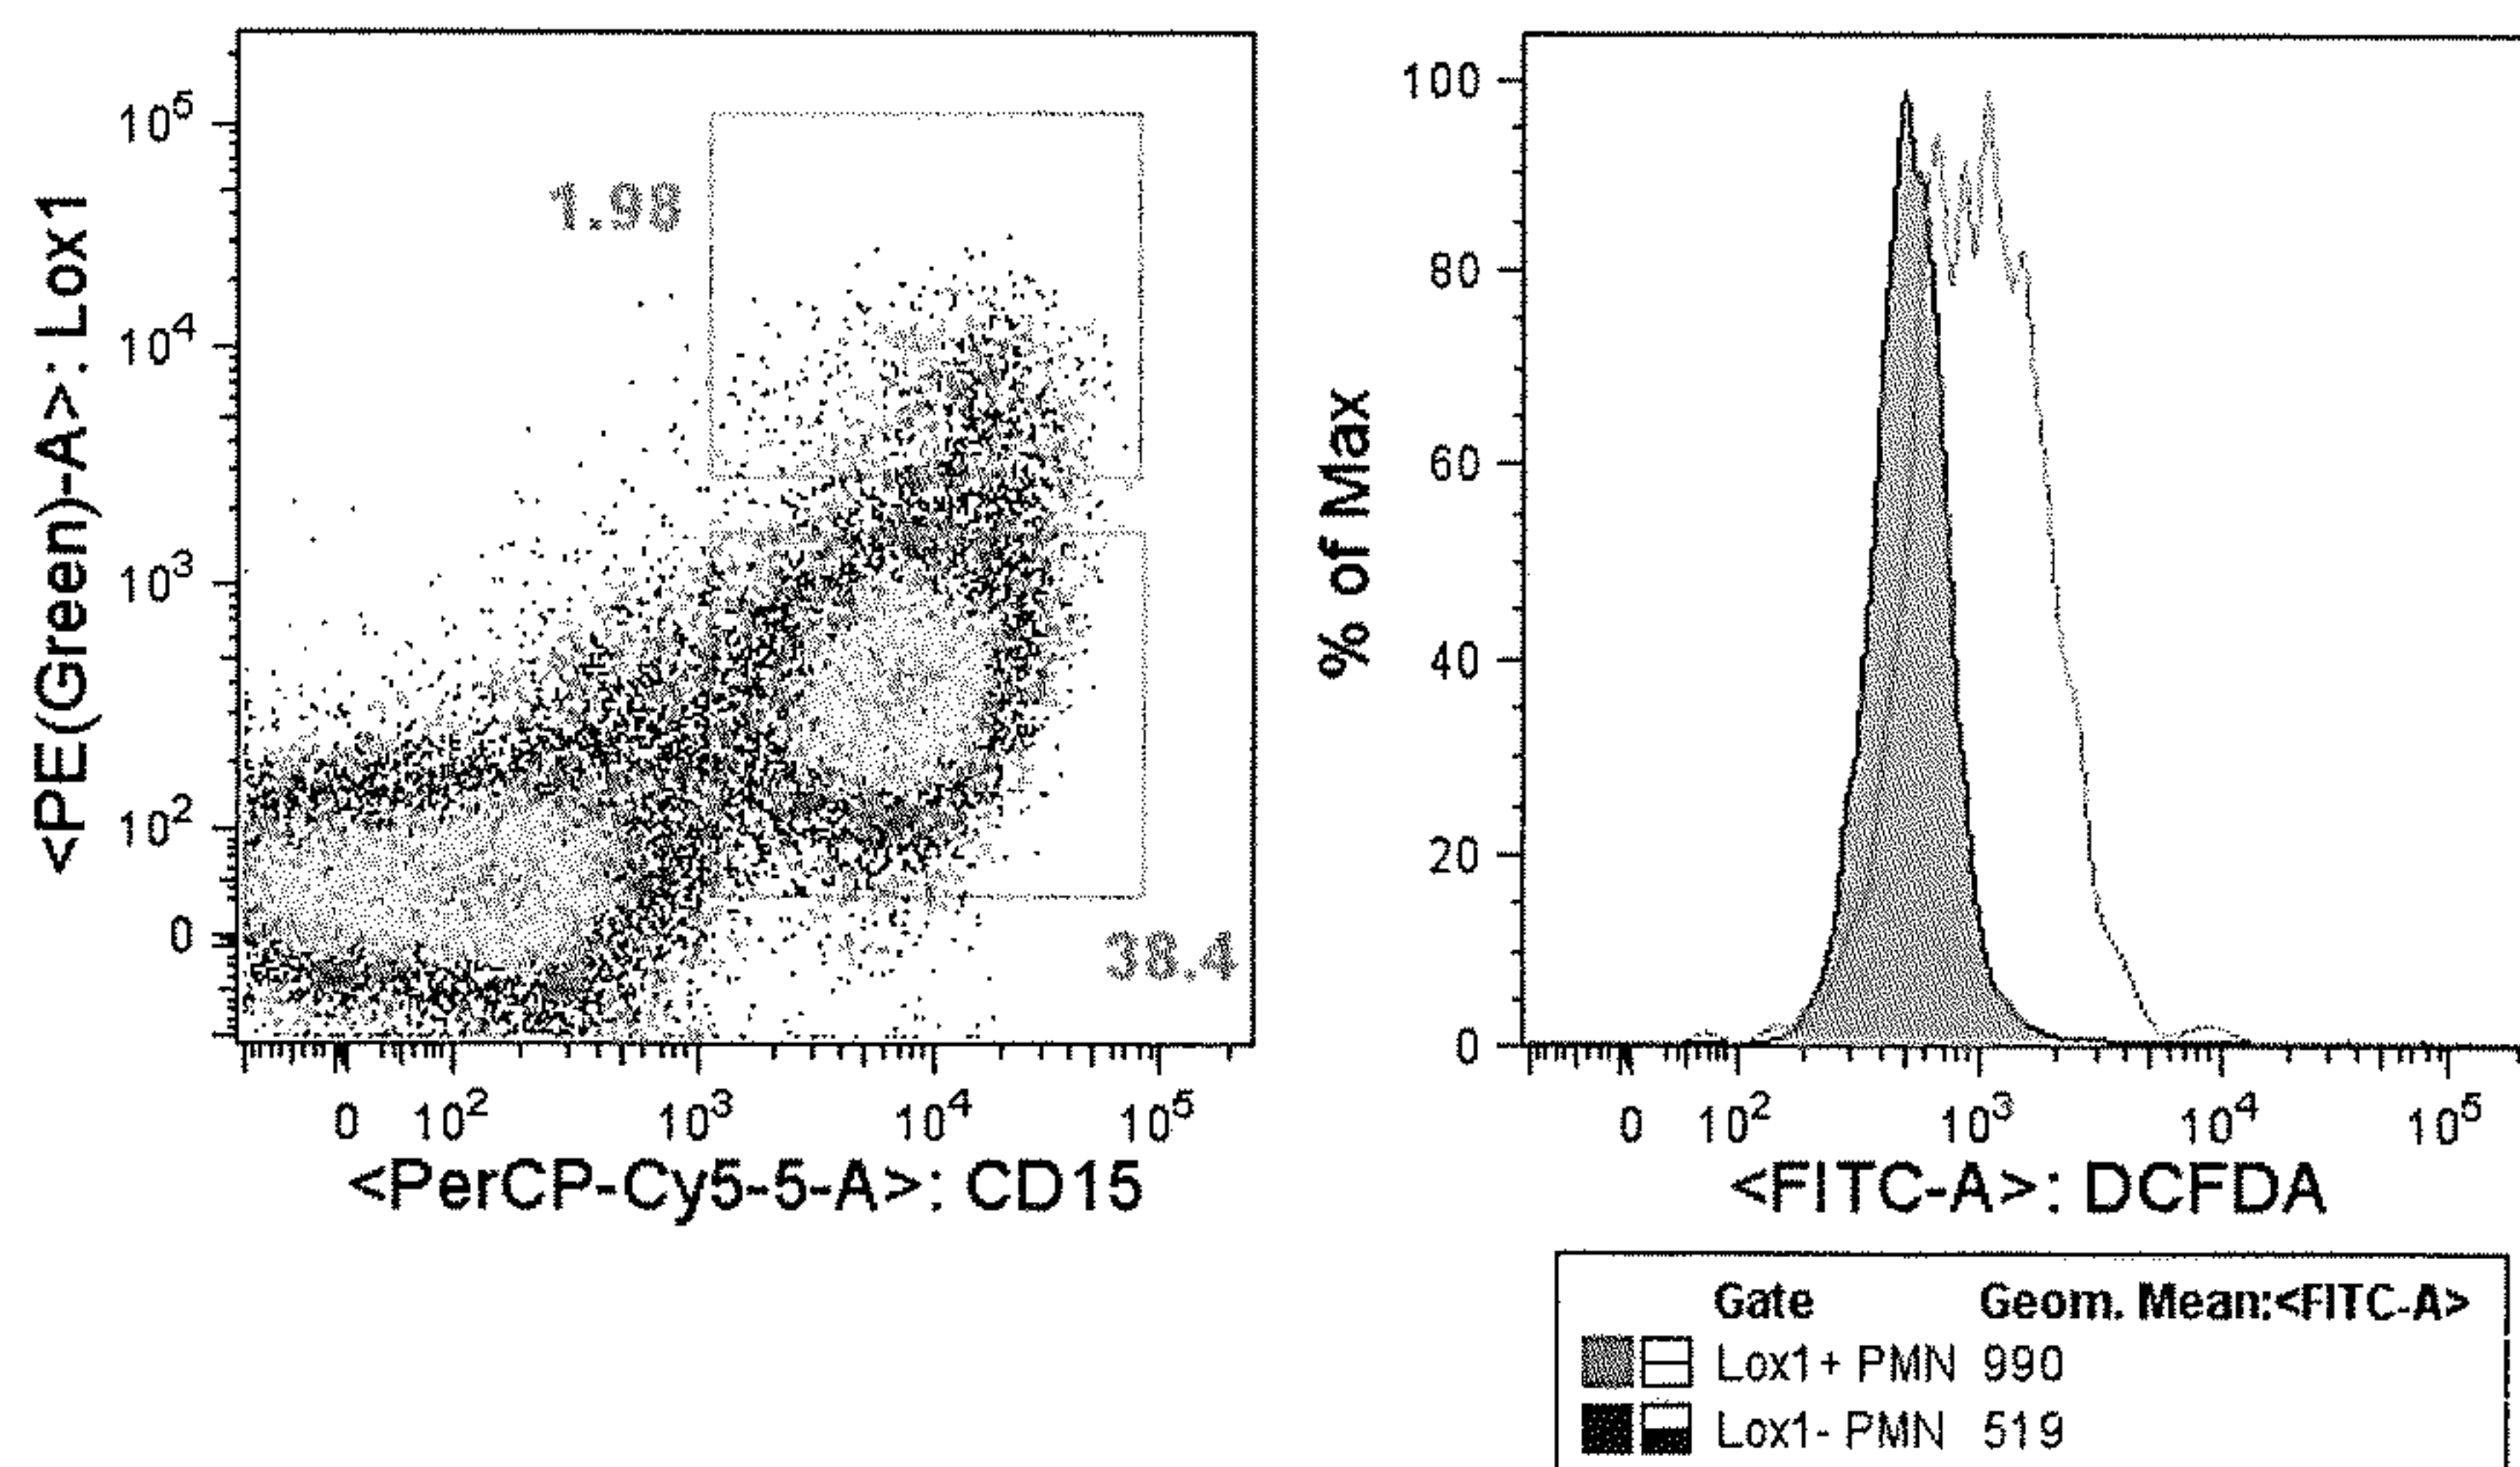 <PE(Green)-A>: Lox1
10^5
10^4
10^3
10^2
0
1.98
38.4
0 10^2 10^3 10^4 10^5
<PerCP-Cy5-5-A>: CD15
% of Max
100
80
60
40
20
0
0 10^2 10^3 10^4 10^5
<FITC-A>: DCFDA
Gate Geom. Mean:<FITC-A>
Lox1+ PMN 990
Lox1- PMN 519